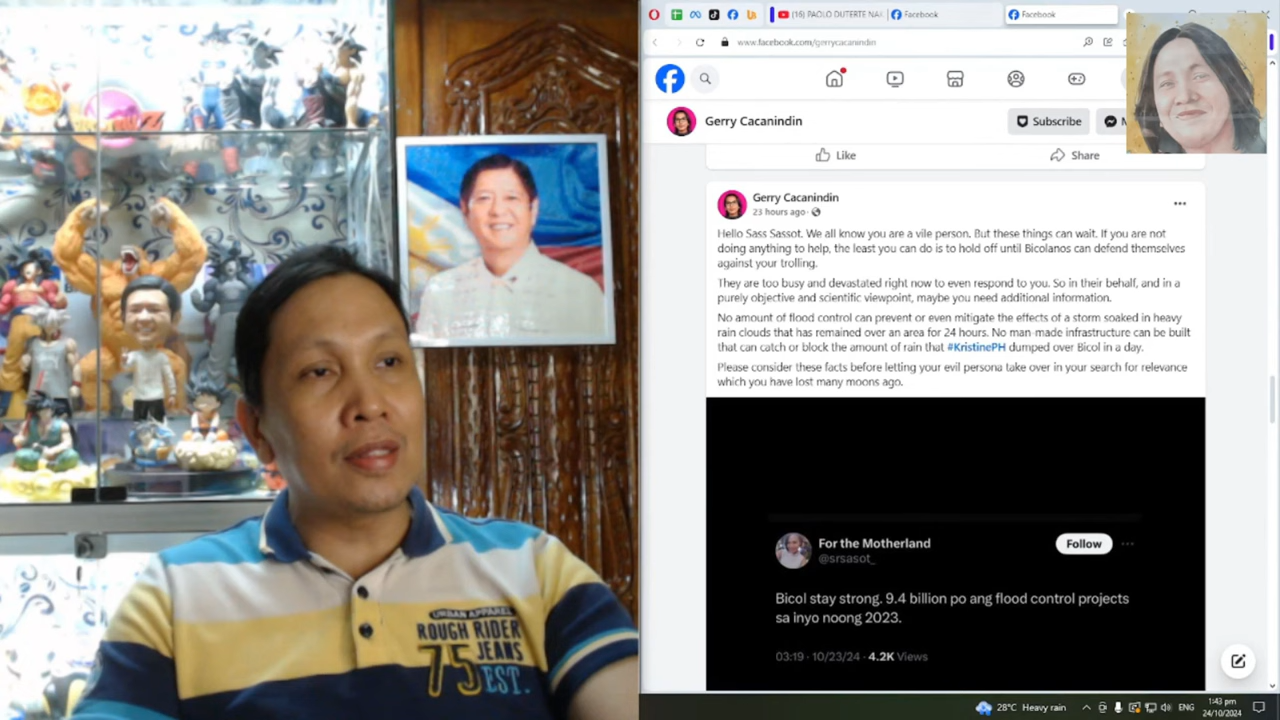 (16) PAOLO DUTERTE NA
Facebook
Facebook
www.facebook.com/gerrycacanindin
Gerry Cacanindin
Subscribe
M
Like
Share
Gerry Cacanindin
23 hours ago
Hello Sass Sassot. We all know you are a vile person. But these things can wait. If you are not
doing anything to help, the least you can do is to hold off until Bicolanos can defend themselves
against your trolling.
They are too busy and devastated right now to even respond to you. So in their behalf, and in a
purely objective and scientific viewpoint, maybe you need additional information.
No amount of flood control can prevent or even mitigate the effects of a storm soaked in heavy
rain clouds that has remained over an area for 24 hours. No man-made infrastructure can be built
that can catch or block the amount of rain that #KristinePH dumped over Bicol in a day.
Please consider these facts before letting your evil persona take over in your search for relevance
which you have lost many moons ago.
For the Motherland
@srsasot_
Follow
Bicol stay strong. 9.4 billion po ang flood control projects
sa inyo noong 2023.
03:19 · 10/23/24 · 4.2K Views
URBAN APPAREL
ROUGH RIDER
75 JEANS
EST.
28°C Heavy rain
ENG
1:43 pm
24/10/2024